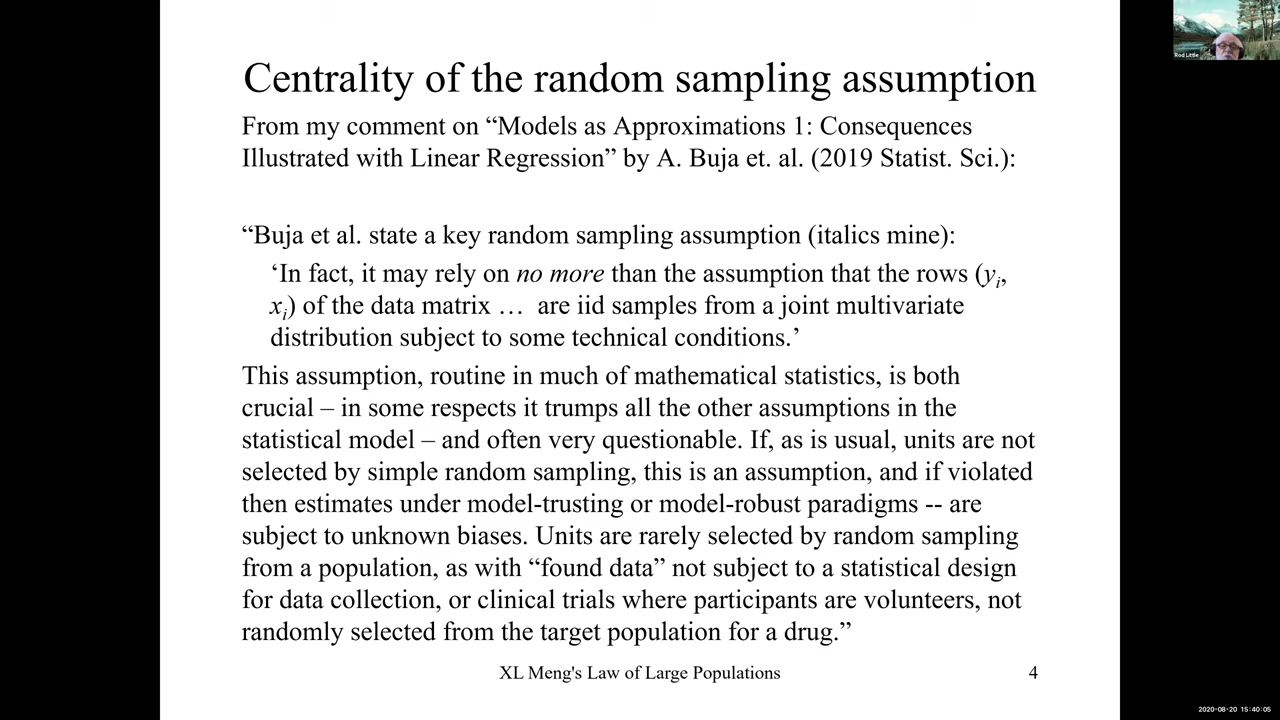 Centrality of the random sampling assumption
From my comment on “Models as Approximations 1: Consequences
Illustrated with Linear Regression” by A. Buja et. al. (2019 Statist. Sci.):
“Buja et al. state a key random sampling assumption (italics mine):
‘In fact, it may rely on no more than the assumption that the rows (yi,
xi) of the data matrix … are iid samples from a joint multivariate
distribution subject to some technical conditions.’
This assumption, routine in much of mathematical statistics, is both
crucial – in some respects it trumps all the other assumptions in the
statistical model – and often very questionable. If, as is usual, units are not
selected by simple random sampling, this is an assumption, and if violated
then estimates under model-trusting or model-robust paradigms -- are
subject to unknown biases. Units are rarely selected by random sampling
from a population, as with “found data” not subject to a statistical design
for data collection, or clinical trials where participants are volunteers, not
randomly selected from the target population for a drug.”
XL Meng's Law of Large Populations
4
Rod Little
2020-08-20 15:40:05